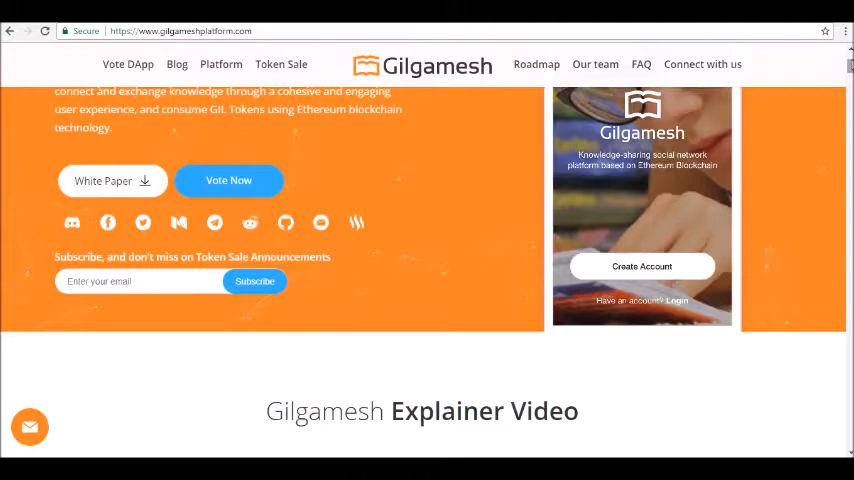 Secure https://www.gilgameshplatform.com
Vote DApp Blog Platform Token Sale Gilgamesh Roadmap Our team FAQ Connect with us
connect and exchange knowledge through a cohesive and engaging
user experience, and consume GIL Tokens using Ethereum blockchain
technology.
White Paper Vote Now
Subscribe, and don't miss on Token Sale Announcements
Enter your email Subscribe
Gilgamesh
Knowledge-sharing social network
platform based on Ethereum Blockchain
Create Account
Have an account? Login
Gilgamesh Explainer Video